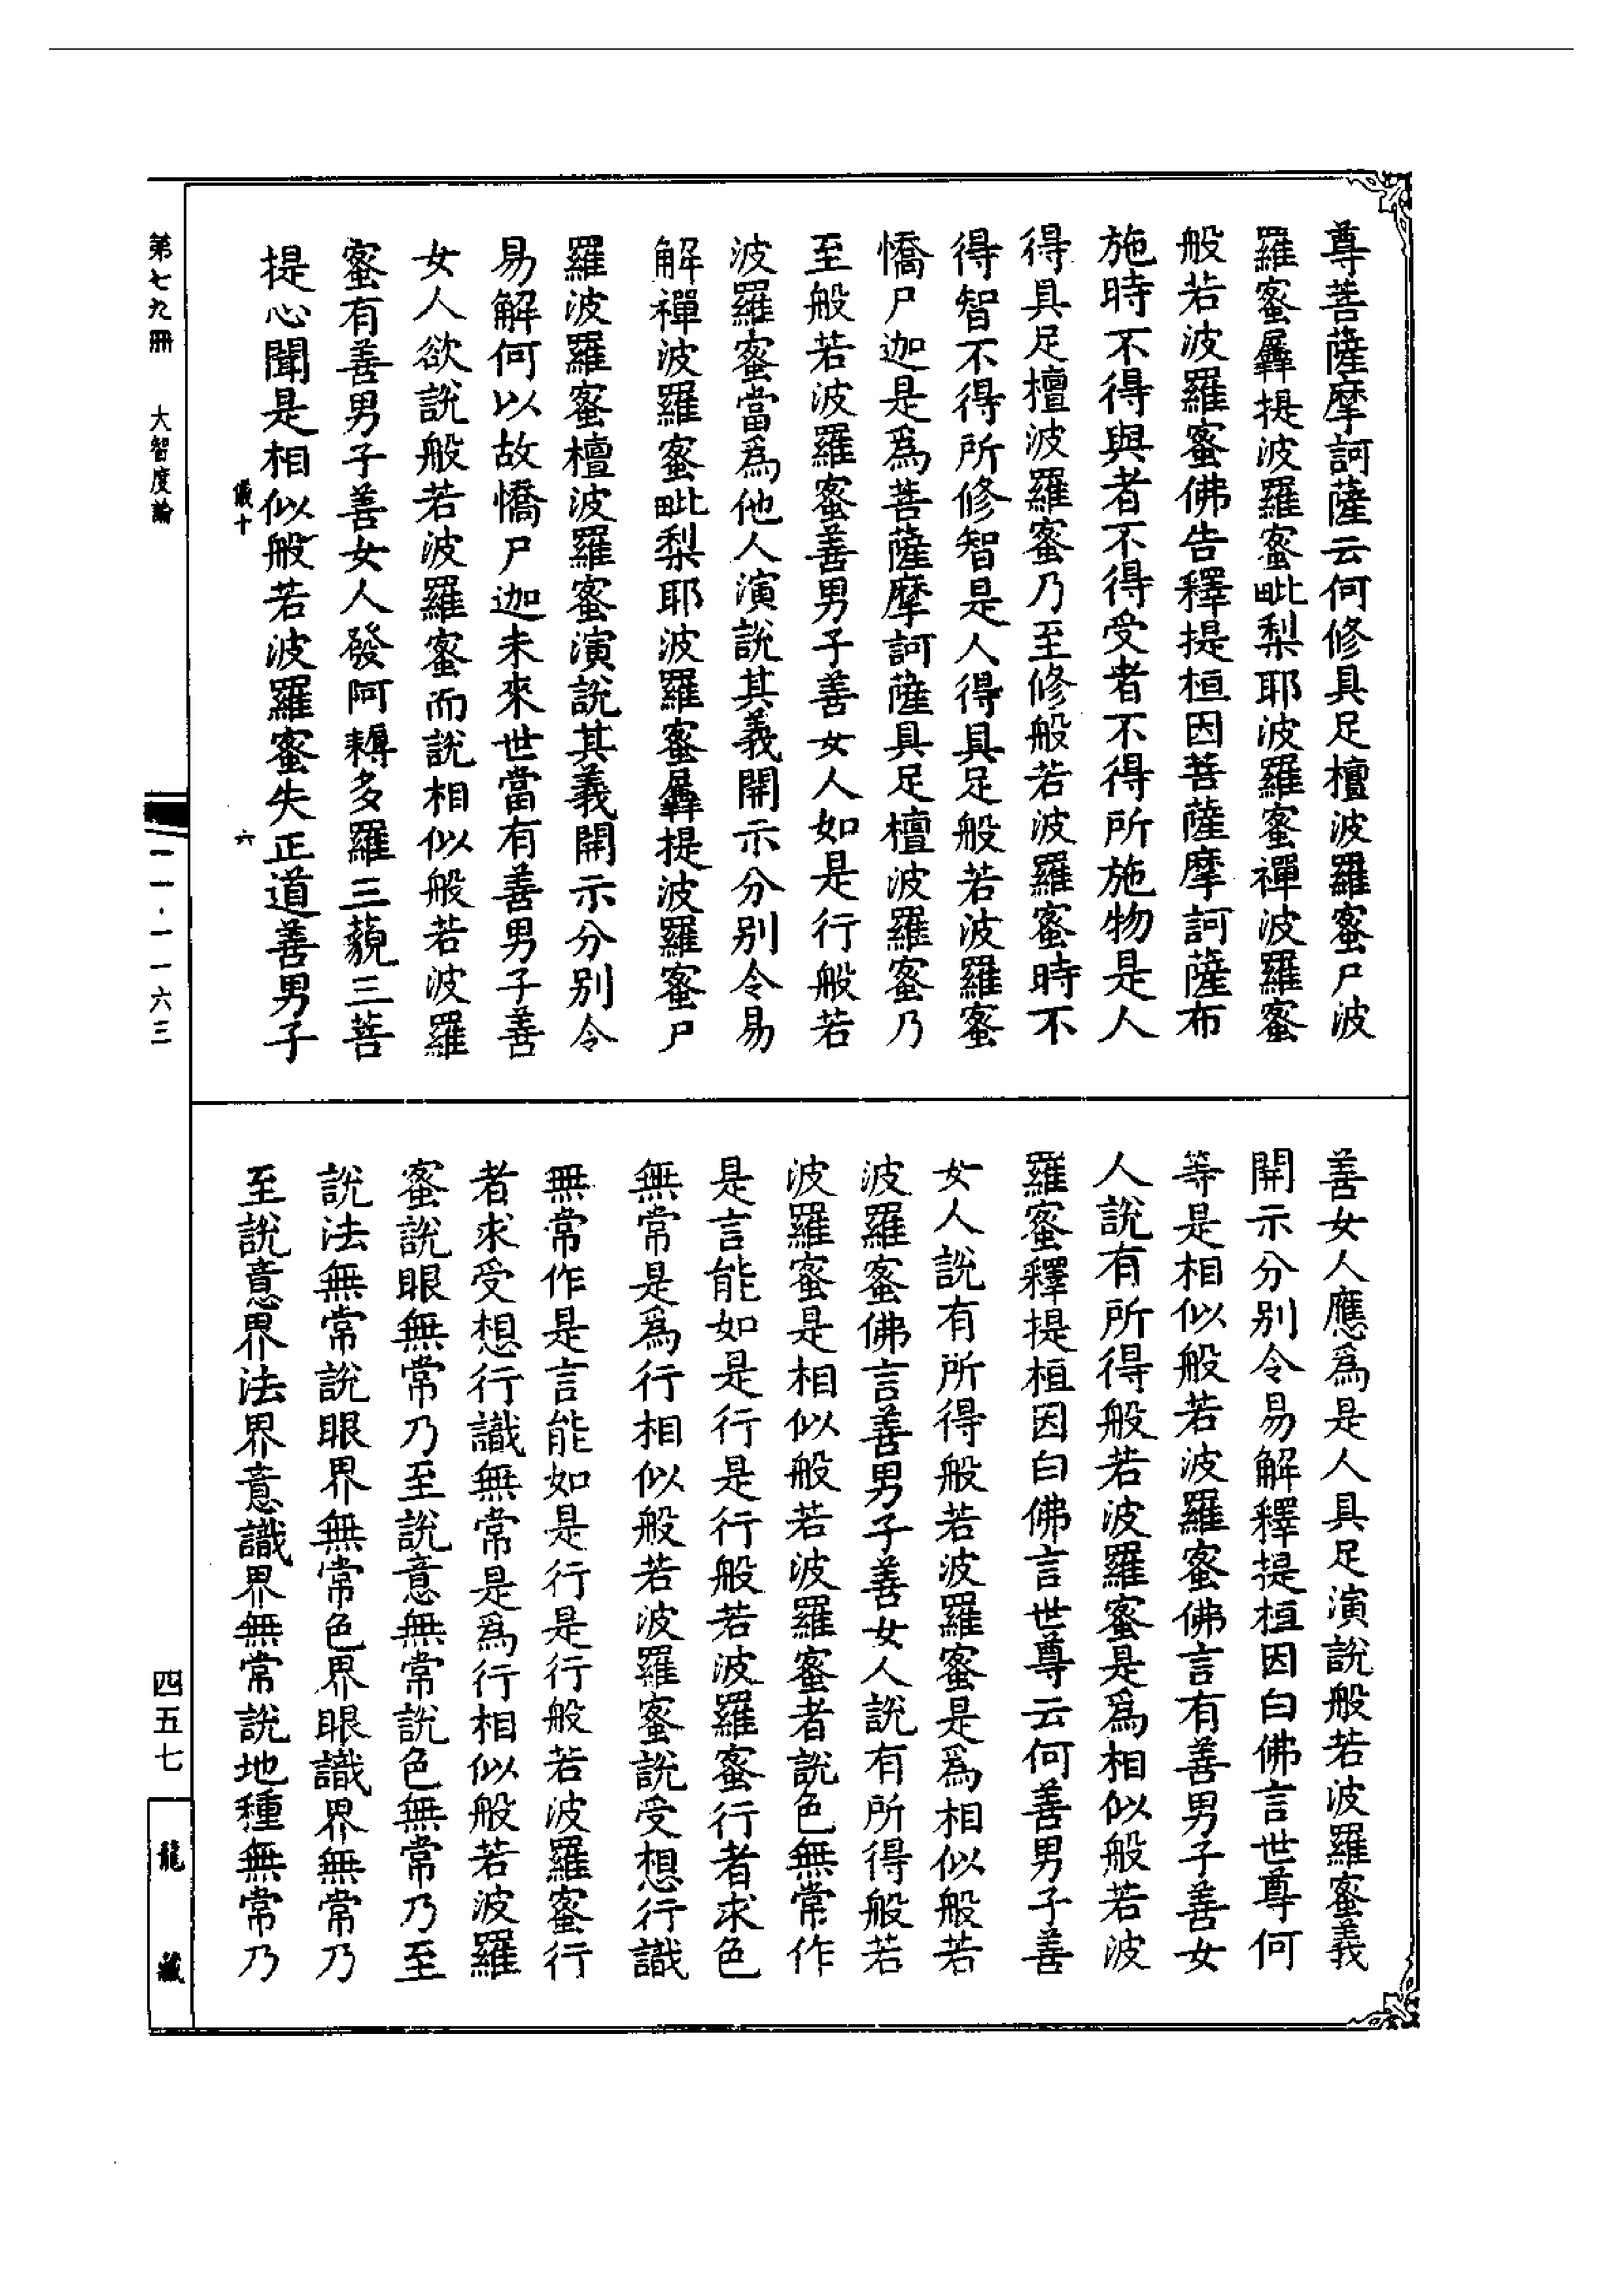 尊菩薩摩訶薩云何修具足檀波羅蜜尸波
羅蜜羼提波羅蜜毗梨耶波羅蜜禪波羅蜜
般若波羅蜜佛告釋提桓因菩薩摩訶薩布
施時不得與者不得受者不得所施物是人
得具足檀波羅蜜乃至修般若波羅蜜時不
得智不得所修智是人得具足般若波羅蜜
憍尸迦是爲菩薩摩訶薩具足檀波羅蜜乃
至般若波羅蜜善男子善女人如是行般若
波羅蜜當爲他人演說其義開示分別令易
解禪波羅蜜毗梨耶波羅蜜羼提波羅蜜尸
羅波羅蜜檀波羅蜜演說其義開示分別令
易解何以故憍尸迦未來世當有善男子善
女人欲說般若波羅蜜而說相似般若波羅
蜜有善男子善女人發阿耨多羅三藐三菩
提心聞是相似般若波羅蜜失正道善男子
儀十
六
善女人應爲是人具足演說般若波羅蜜義
開示分別令易解釋提桓因白佛言世尊何
等是相似般若波羅蜜佛言有善男子善女
人說有所得般若波羅蜜是爲相似般若波
羅蜜釋提桓因白佛言世尊云何善男子善
女人說有所得般若波羅蜜是爲相似般若
波羅蜜佛言善男子善女人說有所得般若
波羅蜜是相似般若波羅蜜者說色無常作
是言能如是行是行般若波羅蜜行者求色
無常是爲行相似般若波羅蜜說受想行識
無常作是言能如是行是行般若波羅蜜行
者求受想行識無常是爲行相似般若波羅
蜜說眼無常乃至說意無常說色無常乃至
說法無常說眼界無常色界眼識界無常乃
至說意界法界意識界無常說地種無常乃
第七九冊 大智度論
一一·一一六三
四五七
龍藏